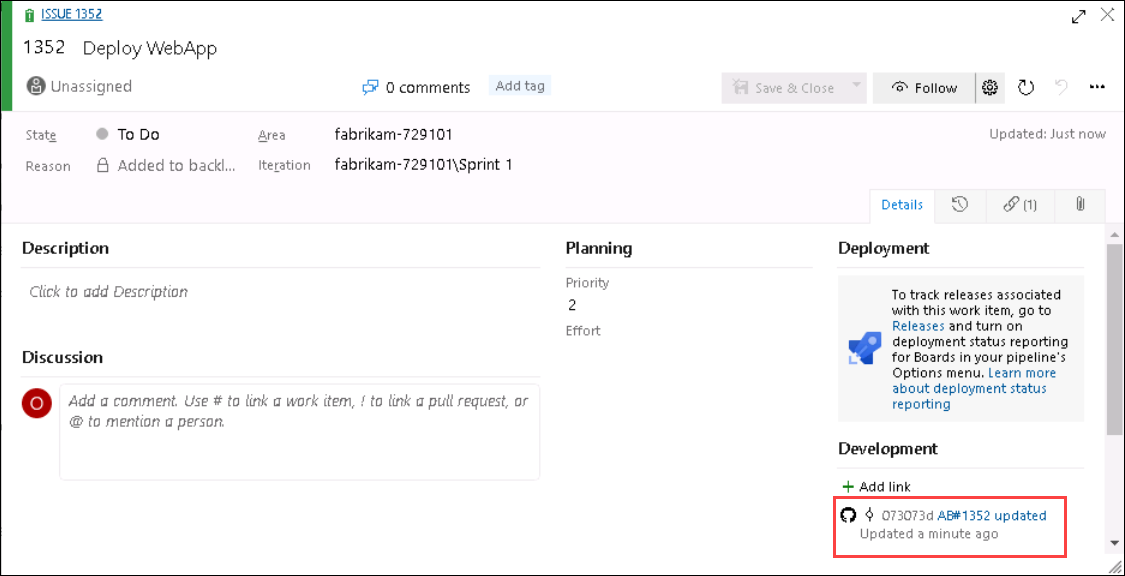 ISSUE 1352
1352 Deploy WebApp
Unassigned
0 comments
Add tag
Save & Close
Follow
State
To Do
Area
fabrikam-729101
Updated: Just now
Reason
Added to backl...
Iteration
fabrikam-729101\Sprint 1
Details
(1)
Description
Click to add Description
Discussion
O
Add a comment. Use # to link a work item, ! to link a pull request, or
@ to mention a person.
Planning
Priority
2
Effort
Deployment
To track releases associated
with this work item, go to
Releases and turn on
deployment status reporting
for Boards in your pipeline's
Options menu. Learn more
about deployment status
reporting
Development
+ Add link
073073d AB#1352 updated
Updated a minute ago